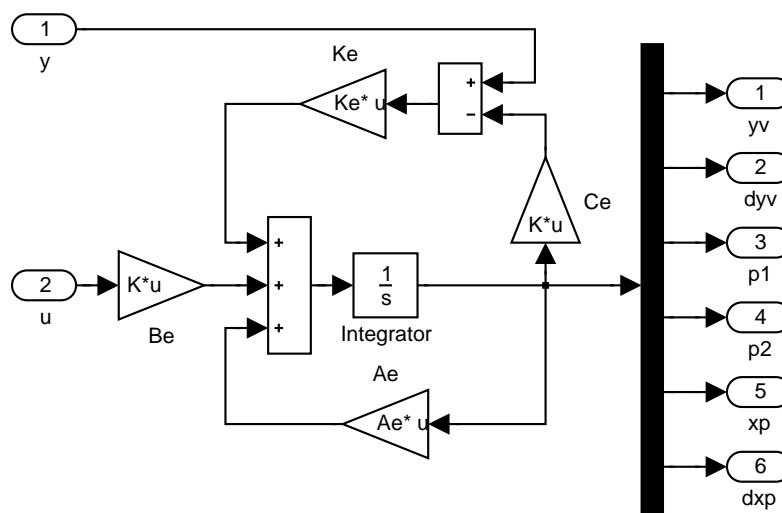 1
y
Ke
Ke* u
+
−
1
yv
2
dyv
Ce
K*u
3
p1
+
+
+
2
u
K*u
Be
1
s
Integrator
4
p2
Ae
Ae* u
5
xp
6
dxp